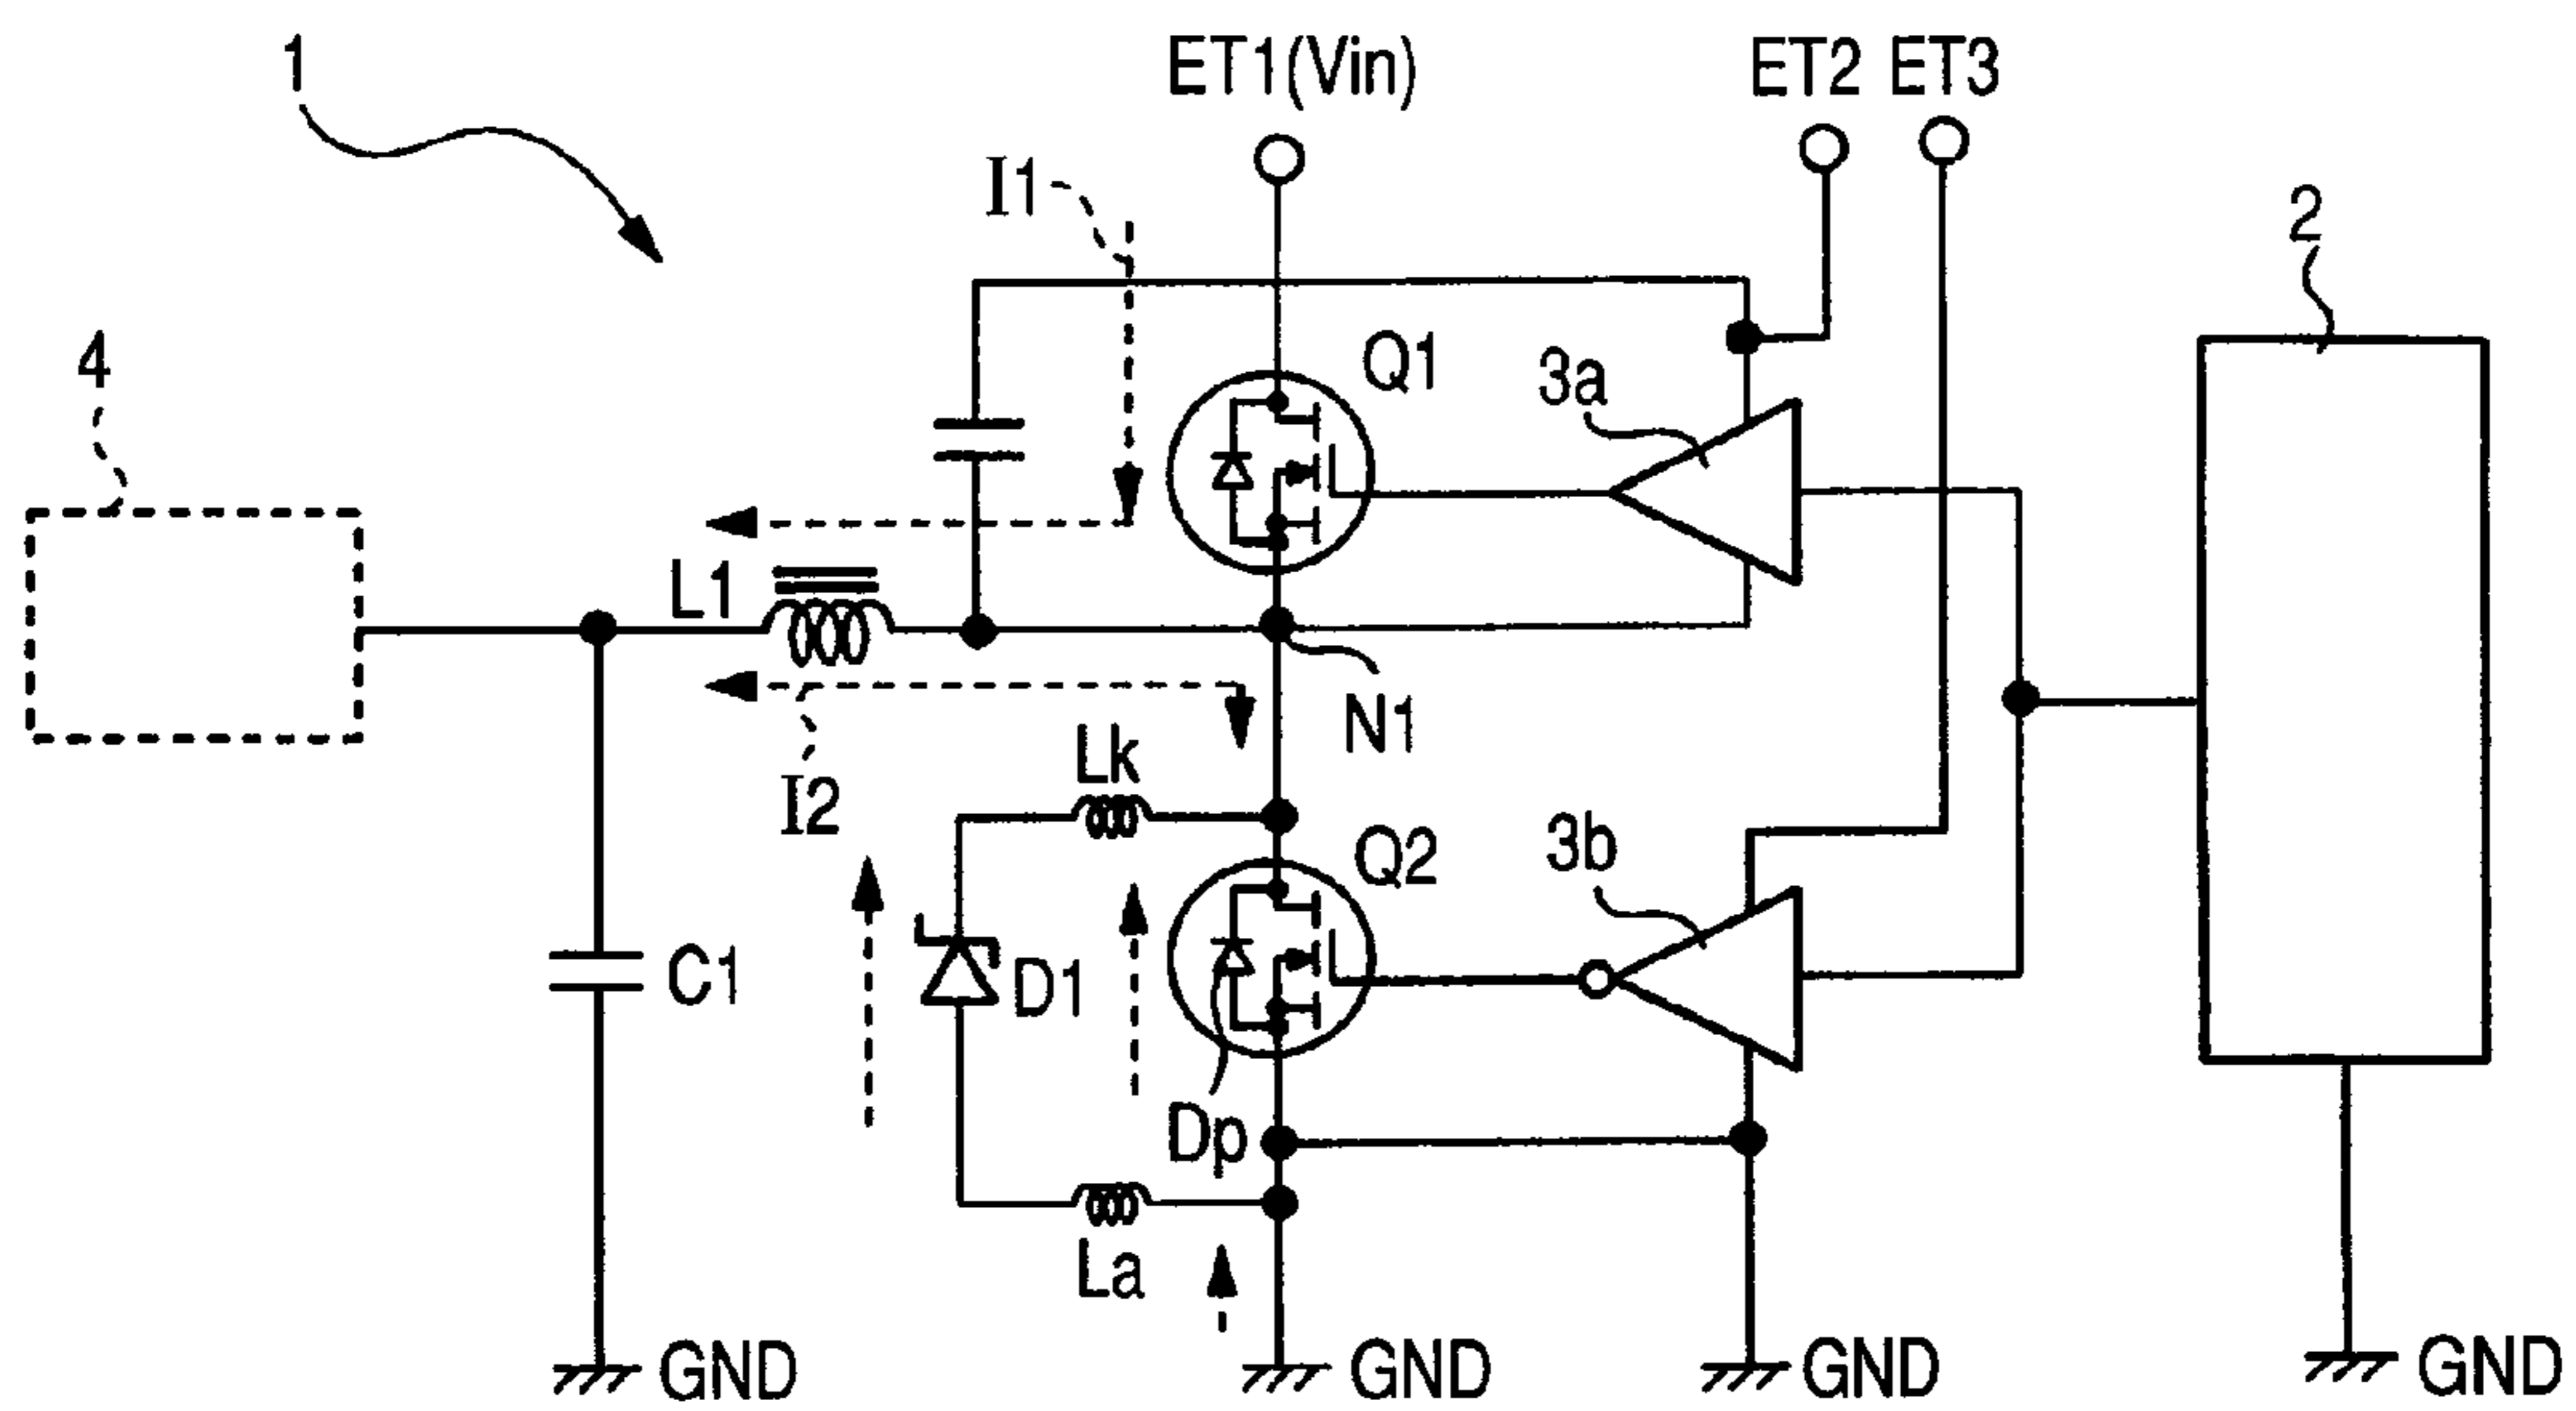 1
ET1(Vin)
ET2
ET3
I1
2
4
Q1
3a
L1
N1
I2
Lk
Q2
3b
C1
D1
Dp
La
GND
GND
GND
GND